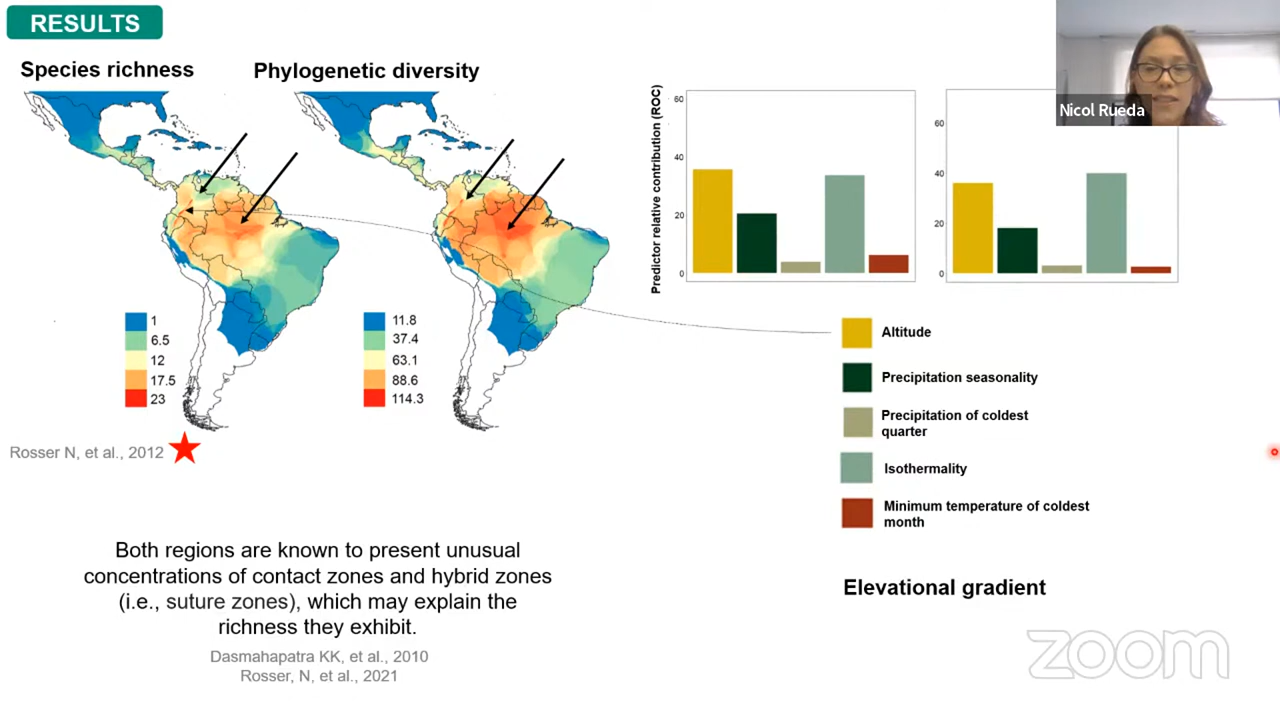 RESULTS
Species richness
Phylogenetic diversity
1
6.5
12
17.5
23
11.8
37.4
63.1
88.6
114.3
Rosser N, et al., 2012
Both regions are known to present unusual
concentrations of contact zones and hybrid zones
(i.e., suture zones), which may explain the
richness they exhibit.
Dasmahapatra KK, et al., 2010
Rosser, N, et al., 2021
Predictor relative contribution (ROC)
60
40
20
0
60
40
20
0
Altitude
Precipitation seasonality
Precipitation of coldest
quarter
Isothermality
Minimum temperature of coldest
month
Elevational gradient
Nicol Rueda
zoom